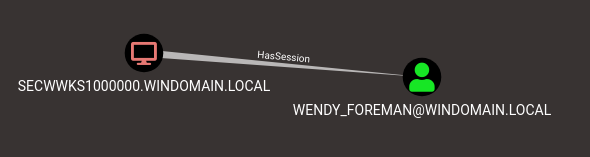 HasSession
SECWWKS1000000.WINDOMAIN.LOCAL
WENDY_FOREMAN@WINDOMAIN.LOCAL